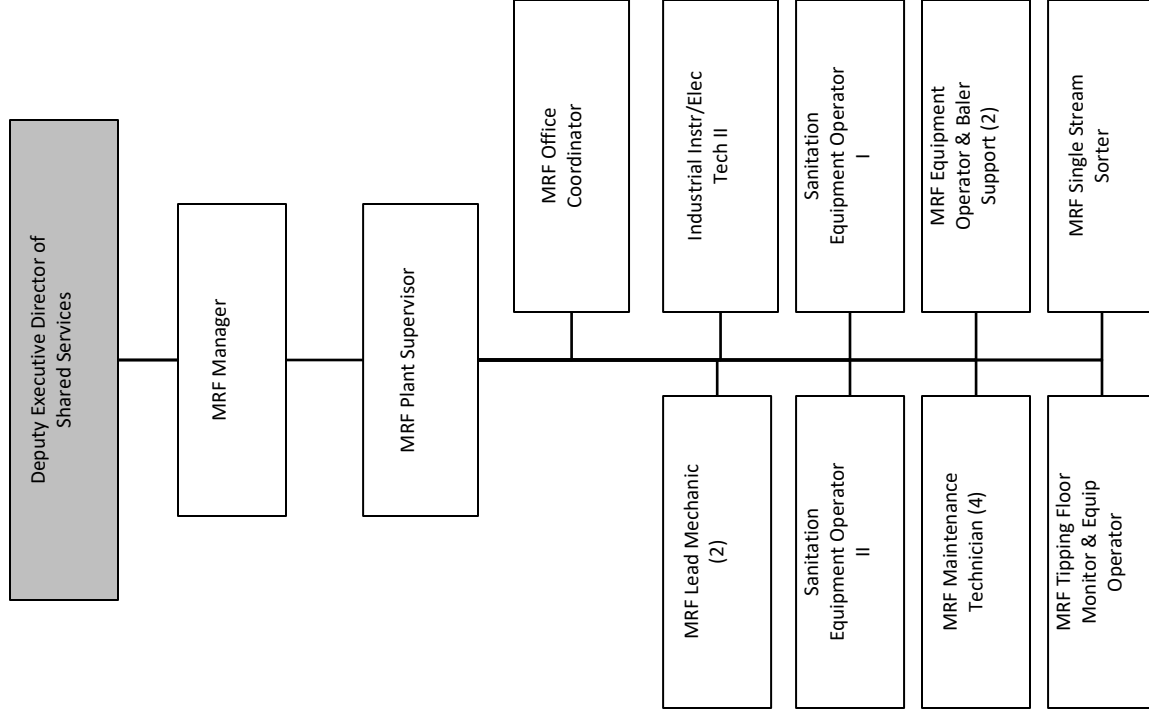 Deputy Executive Director of
Shared Services
MRF Manager
MRF Plant Supervisor
MRF Office
Coordinator
MRF Lead Mechanic
(2)
Industrial Instr/Elec
Tech II
Sanitation
Equipment Operator
II
Sanitation
Equipment Operator
I
MRF Maintenance
Technician (4)
MRF Equipment
Operator & Baler
Support (2)
MRF Tipping Floor
Monitor & Equip
Operator
MRF Single Stream
Sorter